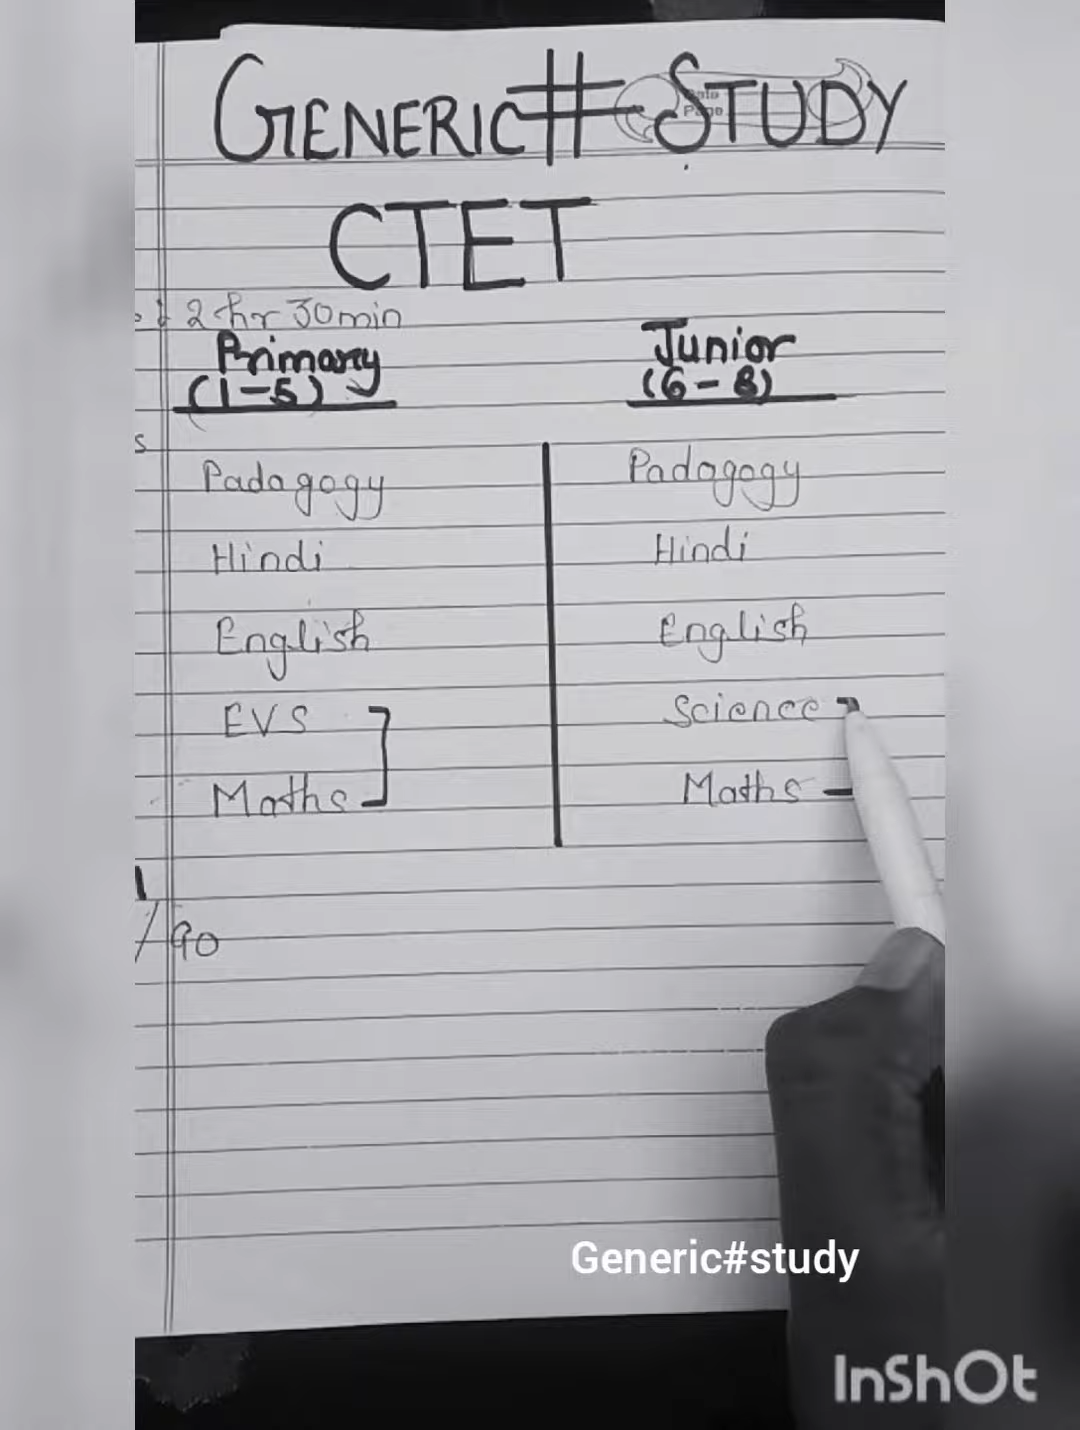 GENERIC# STUDY
CTET
2 hr 30 min
Primary Junior
(1-5) (6-8)
s
Padagogy Padagogy
Hindi Hindi
English English
EVS Science
Maths Maths
/90
Generic#study
InShOt